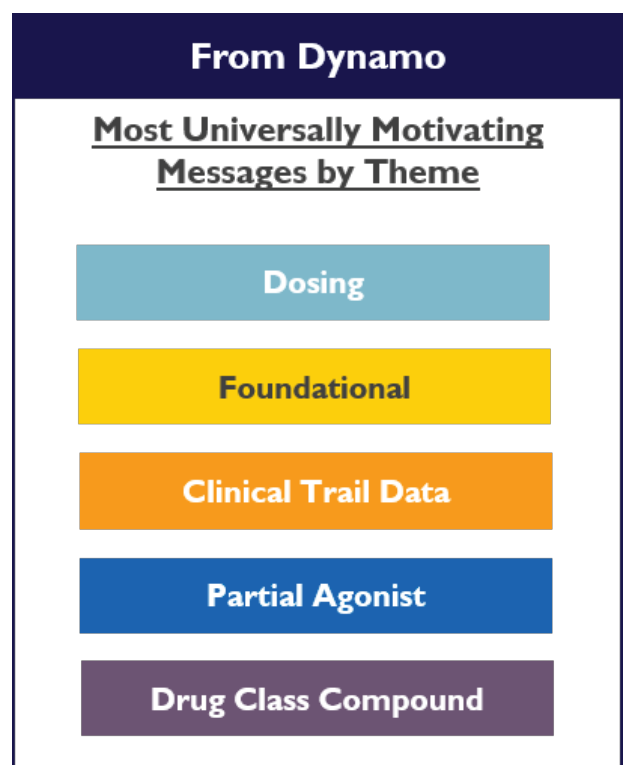 From Dynamo
Most Universally Motivating
Messages by Theme
Dosing
Foundational
Clinical Trail Data
Partial Agonist
Drug Class Compound